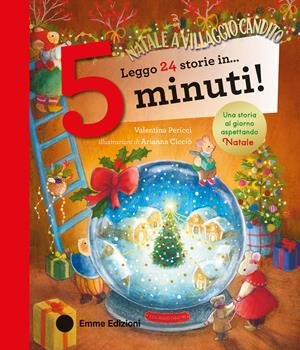 NATALE A VILLAGGIO CANDITO
Leggo 24 storie in...
5 minuti!
Valentina Pericci
illustrazioni di Arianna Cicciò
Una storia
al giorno
aspettando
Natale
Emme Edizioni